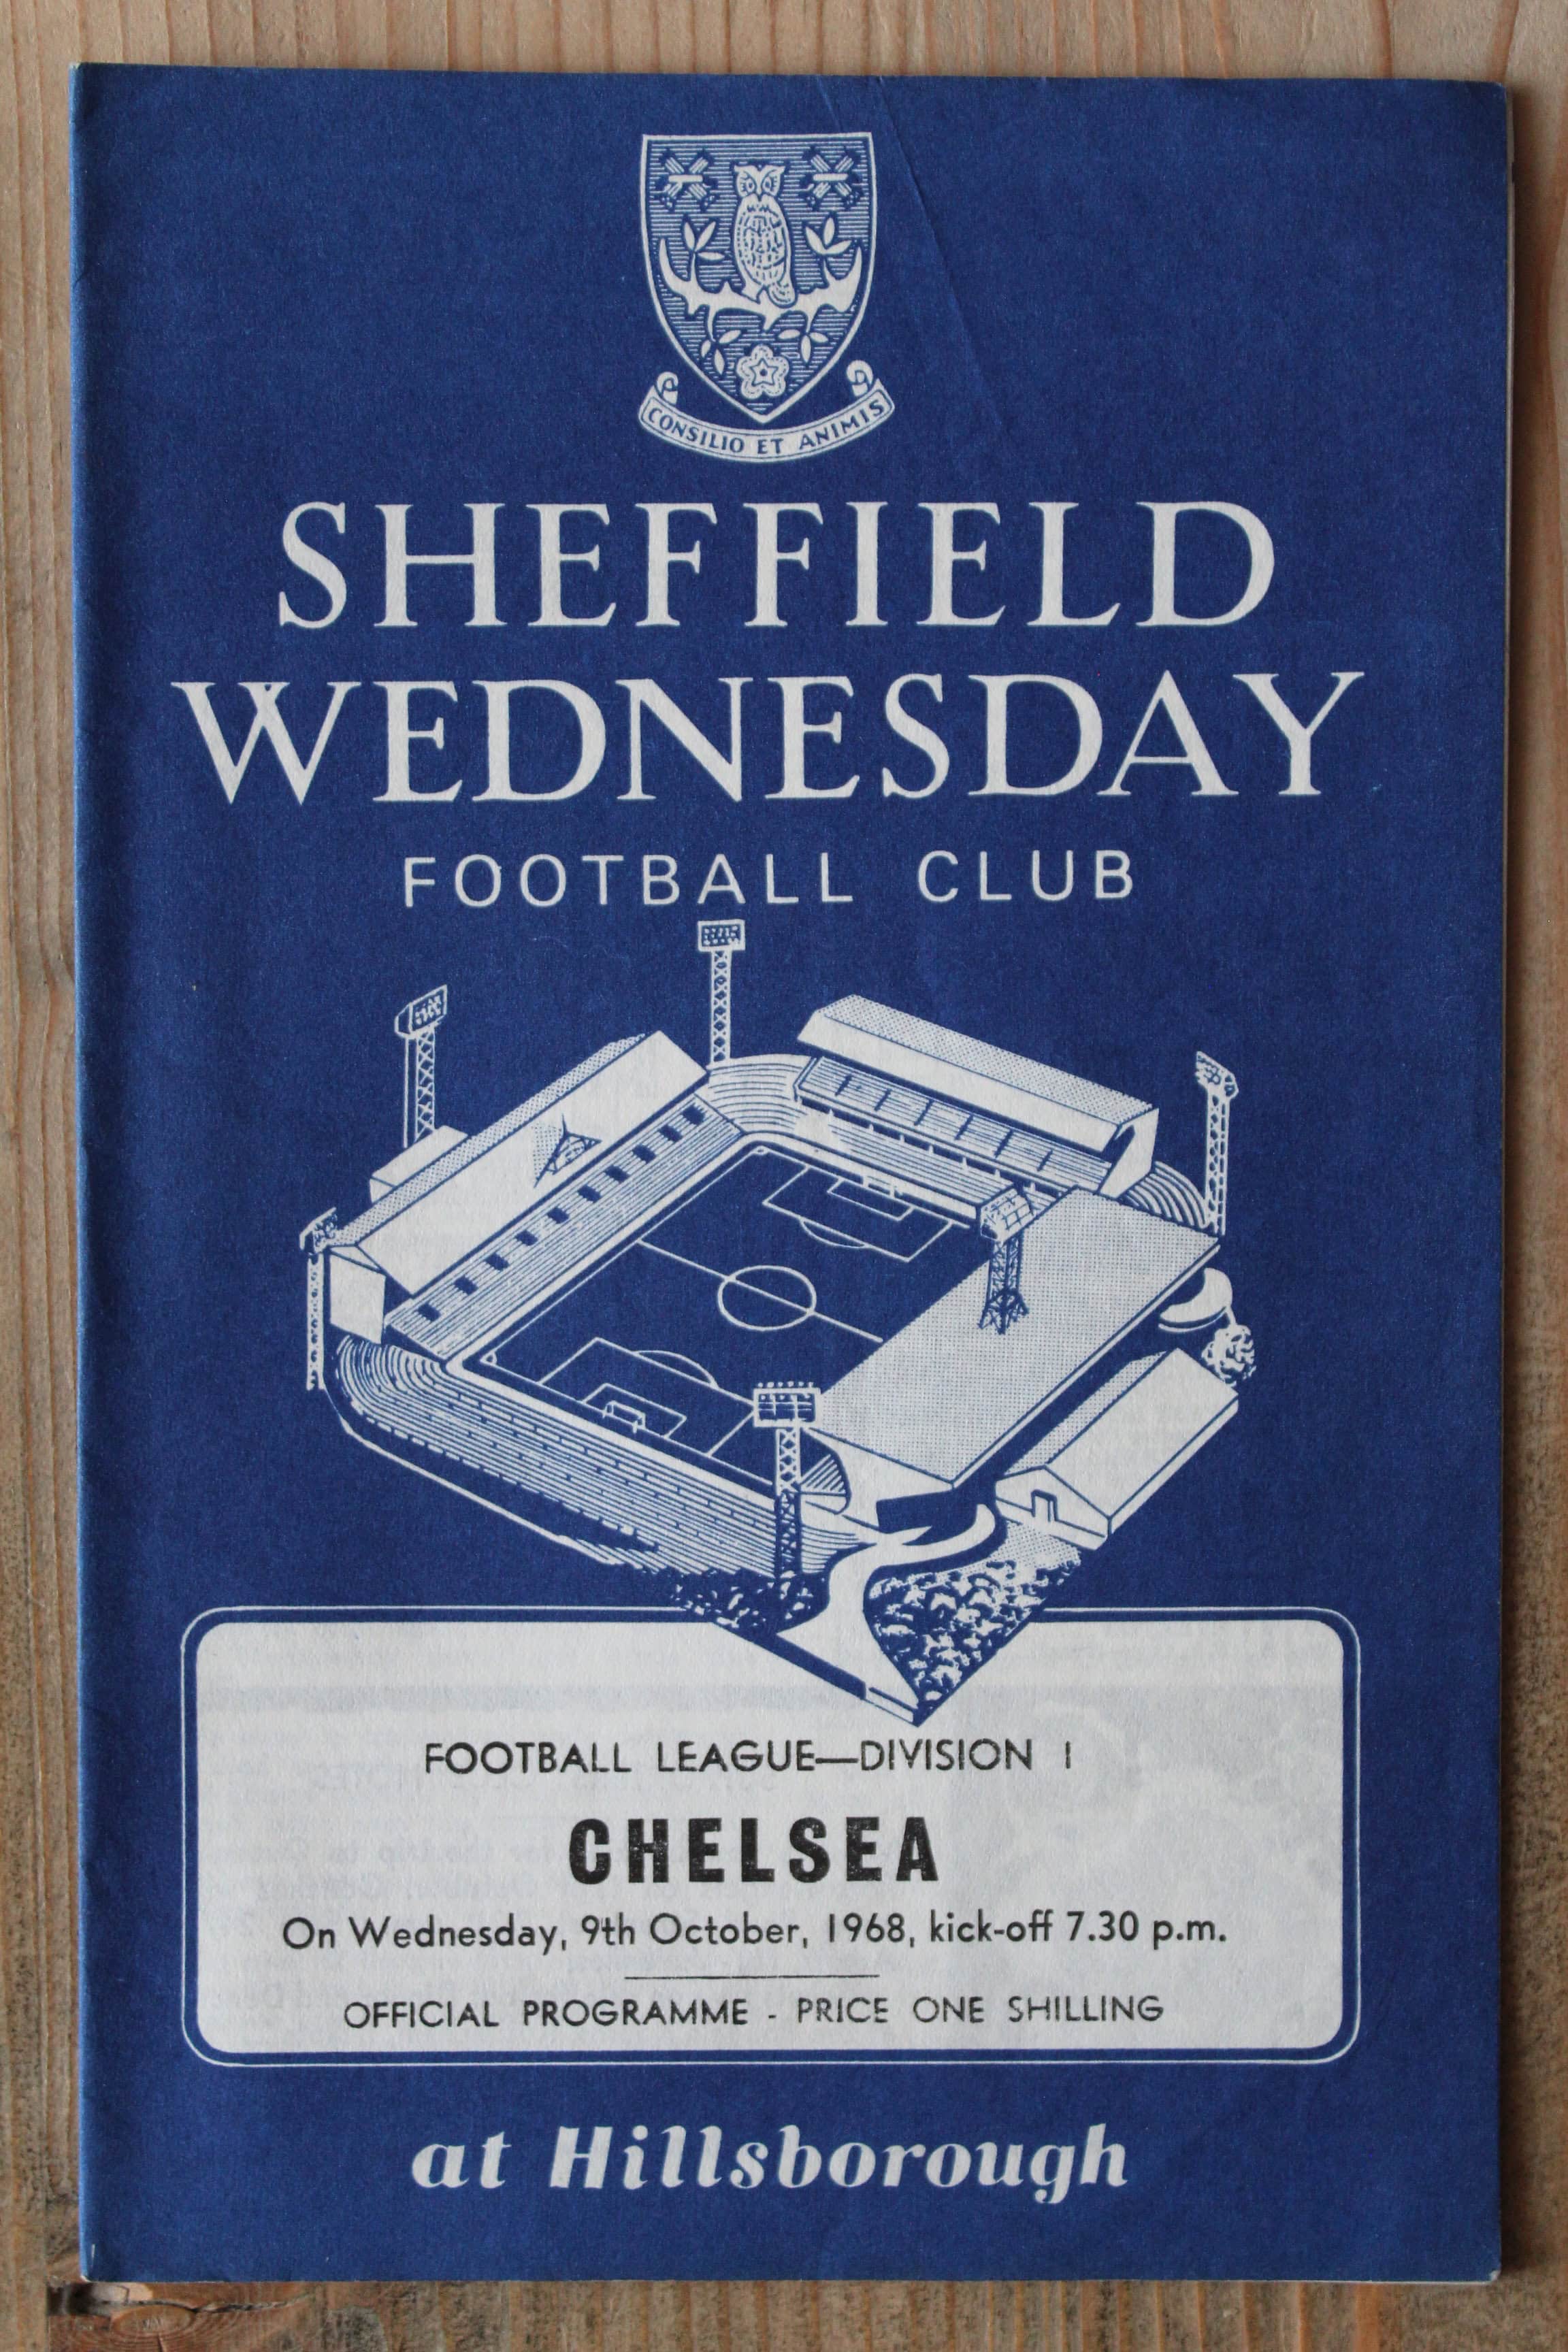 CONSILIO ET ANIMIS
SHEFFIELD
WEDNESDAY
FOOTBALL CLUB
FOOTBALL LEAGUE—DIVISION 1
CHELSEA
On Wednesday, 9th October, 1968, kick-off 7.30 p.m.
OFFICIAL PROGRAMME - PRICE ONE SHILLING
at Hillsborough